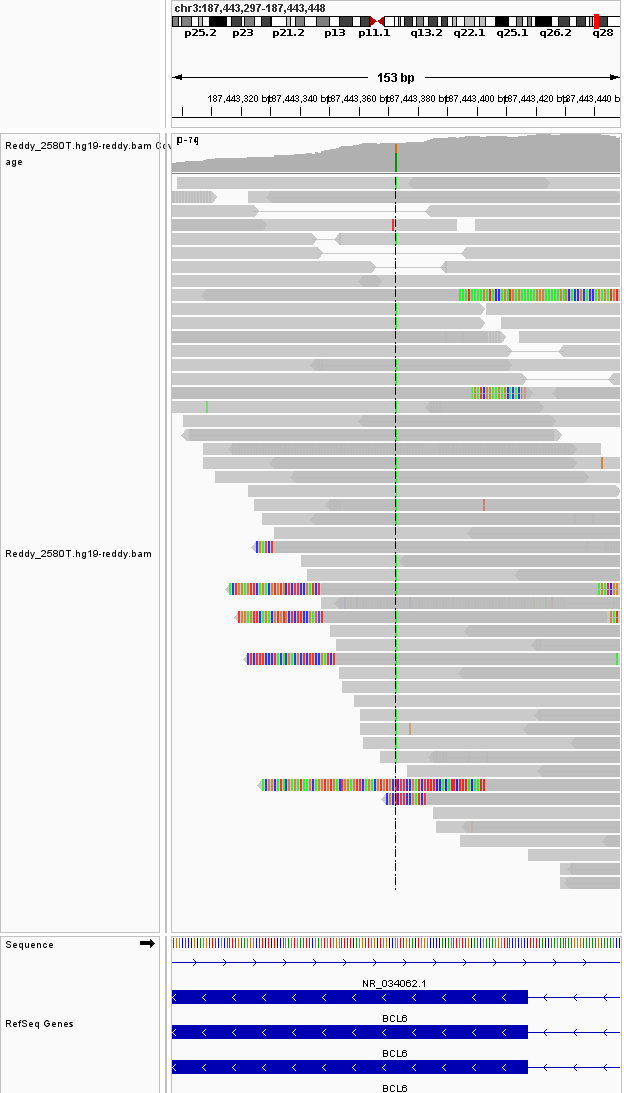 chr3:187,443,297-187,443,448
p25.2 p23 p21.2 p13 p11.1 q13.2 q22.1 q25.1 q26.2 q28
153 bp
187,443,320 bp 187,443,340 bp 187,443,360 bp 187,443,380 bp 187,443,400 bp 187,443,420 bp 187,443,440 bp
Reddy_2580T.hg19-reddy.bam Cov
age
Reddy_2580T.hg19-reddy.bam
Sequence
NR_034062.1
RefSeq Genes
BCL6
BCL6
BCL6